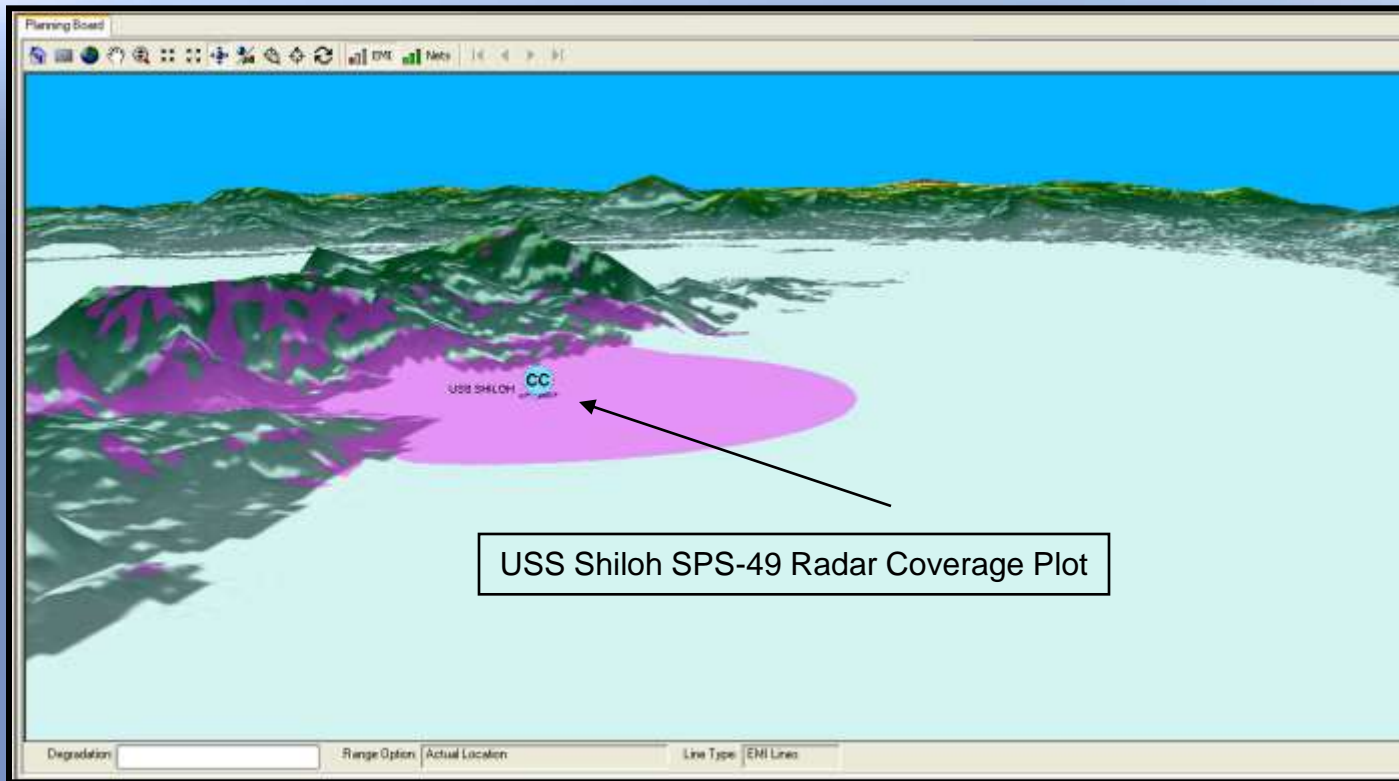 Planning Board
EMI Nets
USS SHILOH CC
USS Shiloh SPS-49 Radar Coverage Plot
Degradation: Range Option: Actual Location Line Type: EMI Lines